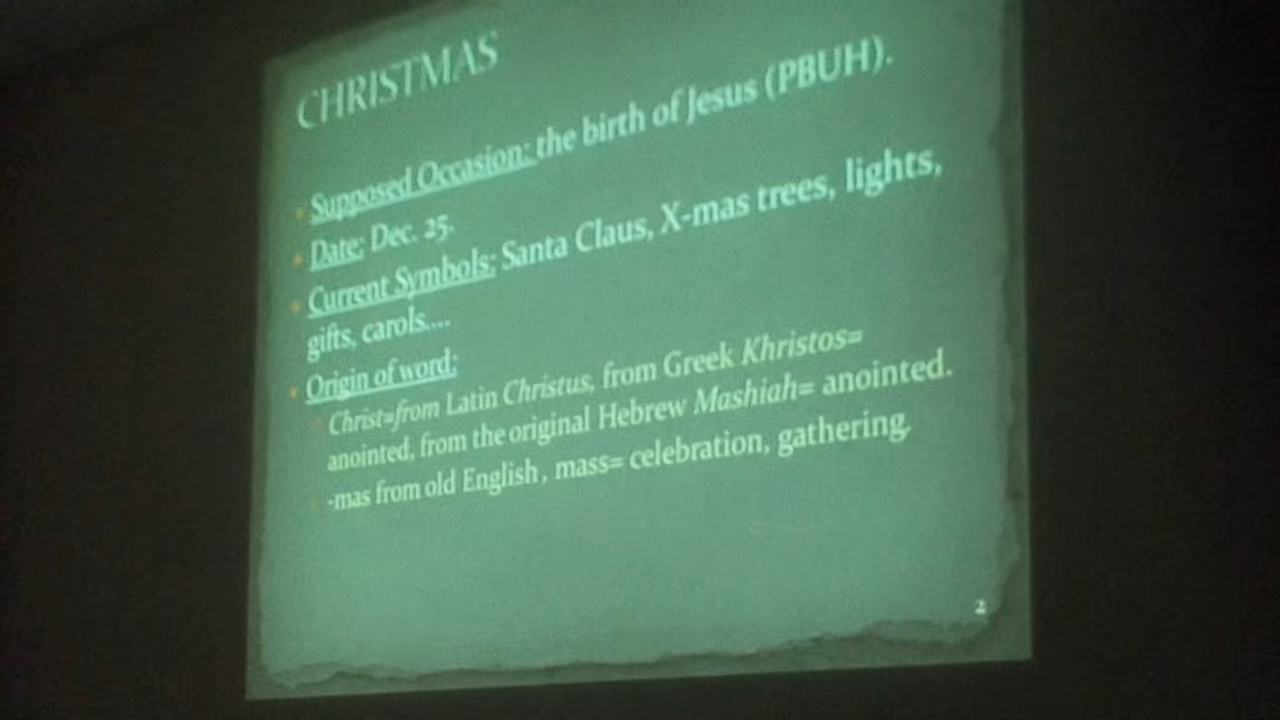 CHRISTMAS
Supposed Occasion: the birth of Jesus (PBUH).
Date: Dec. 25.
Current Symbols: Santa Claus, X-mas trees, lights,
gifts, carols....
Origin of word:
Christ=from Latin Christus, from Greek Khristos=
anointed, from the original Hebrew Mashiah= anointed.
-mas from old English, mass= celebration, gathering.
2